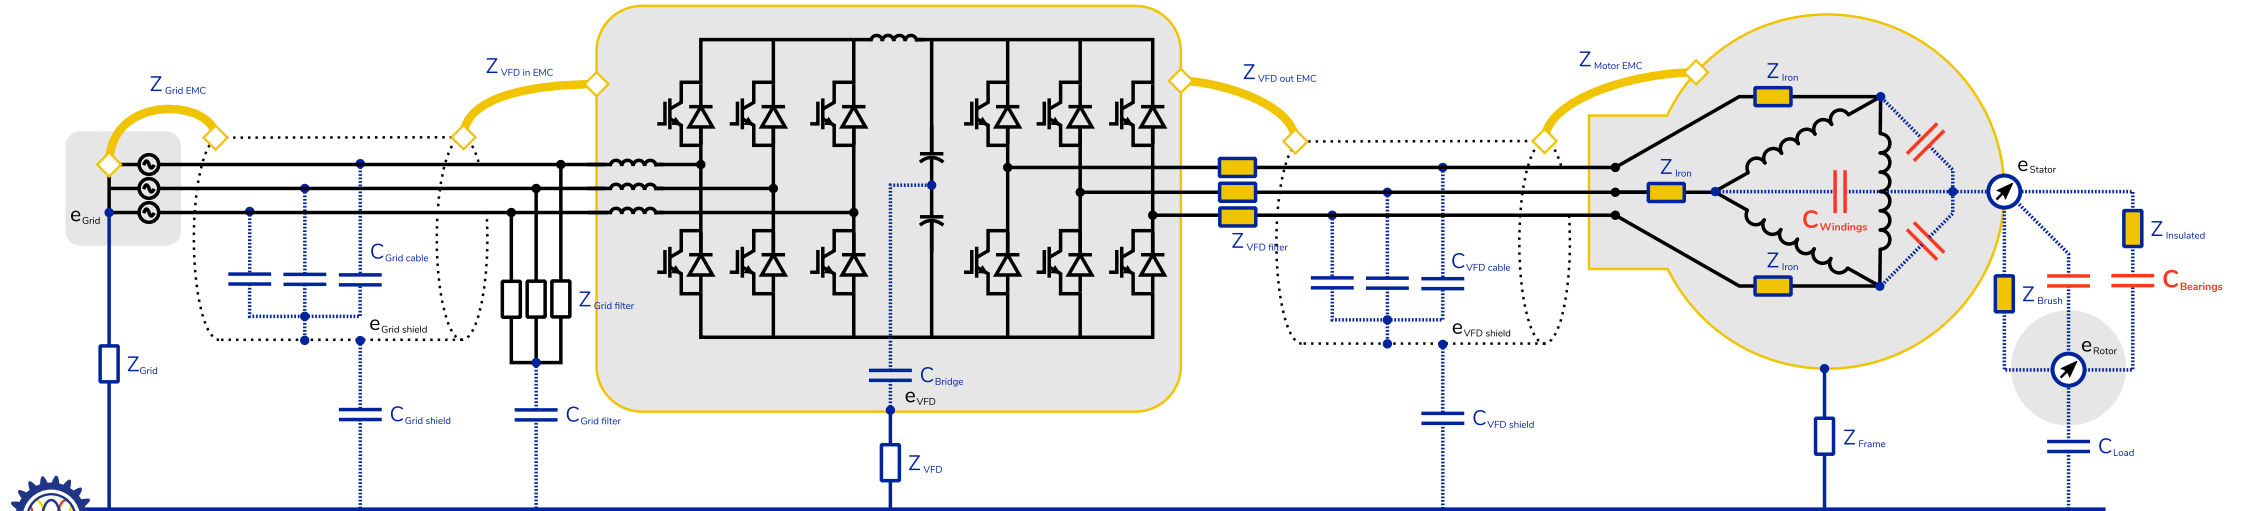 Z Grid EMC
Z VFD in EMC
Z VFD out EMC
Z Motor EMC
Z Iron
e Grid
C Grid cable
e Grid shield
Z Grid filter
Z Grid
C Grid shield
C Grid filter
C Bridge
e VFD
Z VFD
Z VFD filter
C VFD cable
e VFD shield
C VFD shield
Z Iron
C Windings
Z Iron
e Stator
Z Insulated
C Bearings
Z Brush
e Rotor
Z Frame
C Load